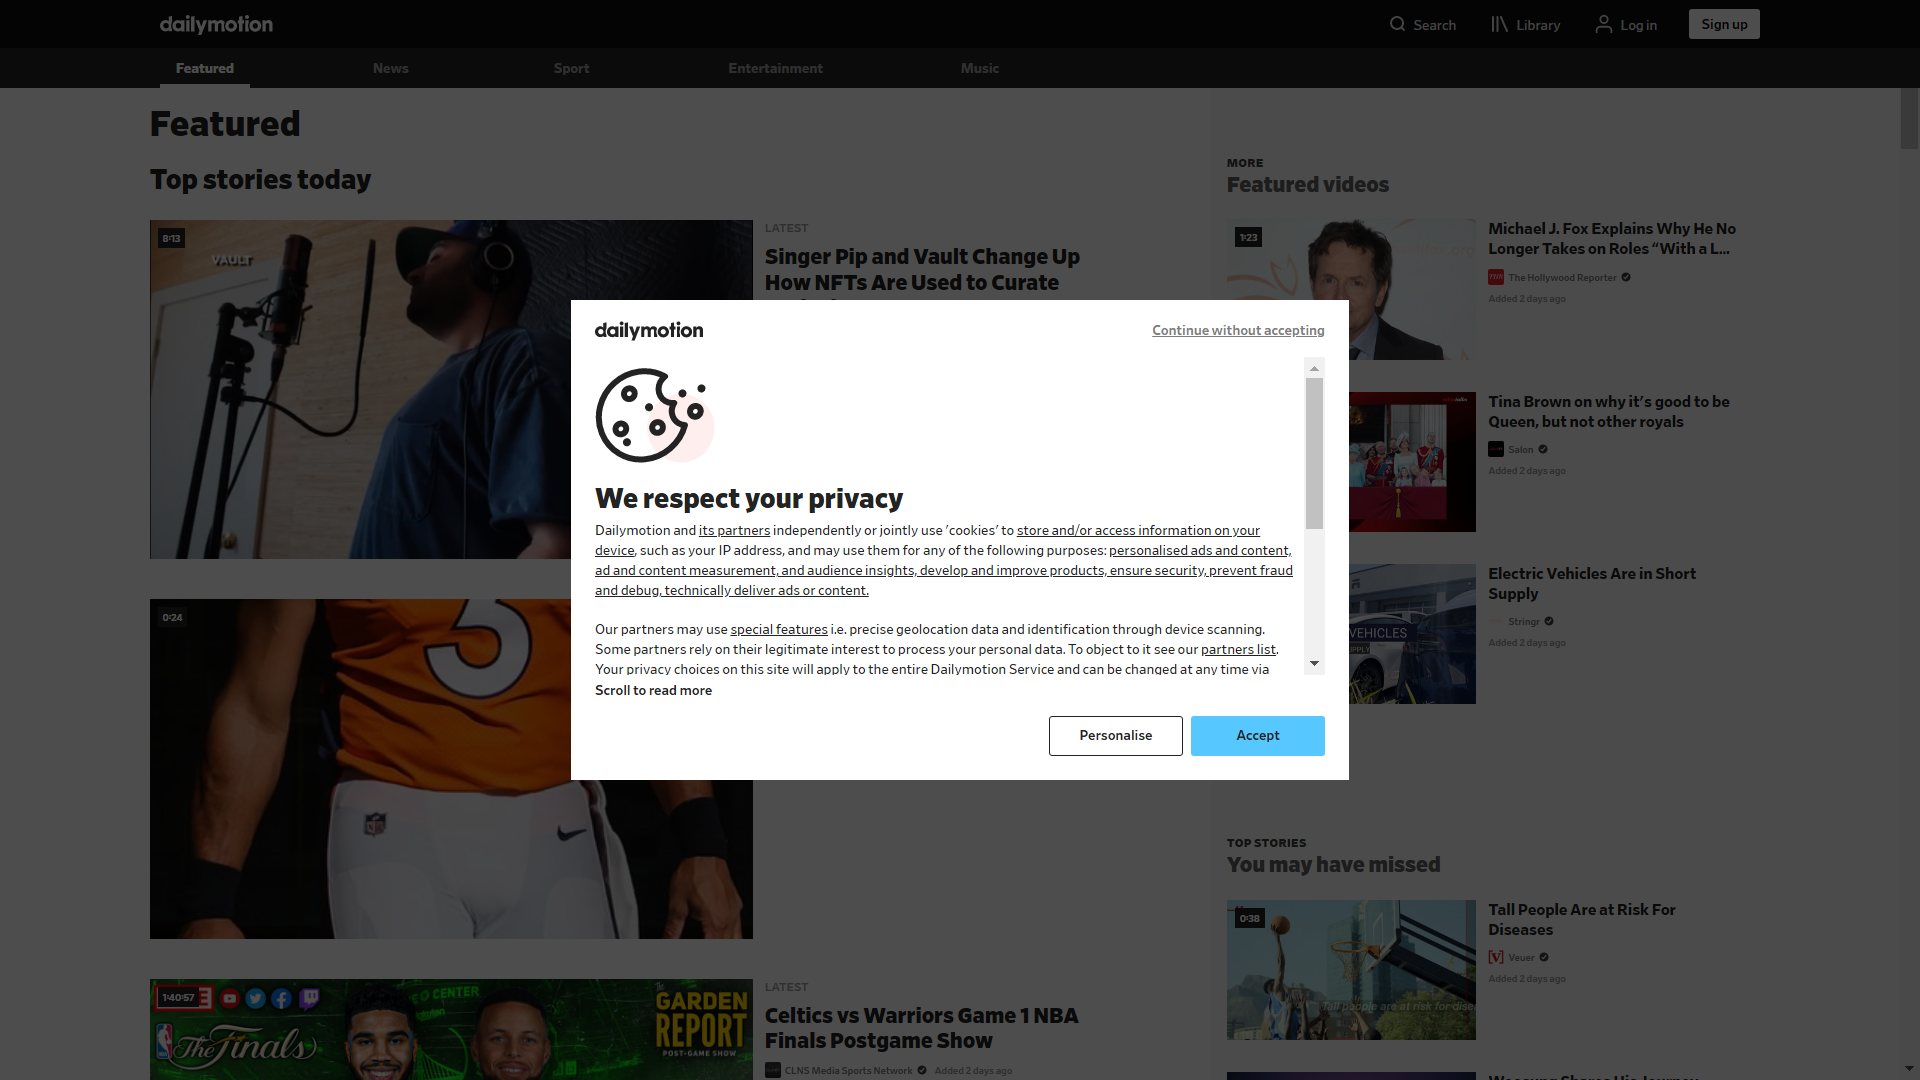 dailymotion
Search
Library
Log in
Sign up
Featured
News
Sport
Entertainment
Music
Featured
Top stories today
8:13
VAULT
LATEST
Singer Pip and Vault Change Up
How NFTs Are Used to Curate
0:24
1:40:57
The Finals
CENTER
The
GARDEN
REPORT
POST-GAME SHOW
LATEST
Celtics vs Warriors Game 1 NBA
Finals Postgame Show
CLNS Media Sports Network
Added 2 days ago
dailymotion
Continue without accepting
We respect your privacy
Dailymotion and its partners independently or jointly use 'cookies' to store and/or access information on your
device, such as your IP address, and may use them for any of the following purposes: personalised ads and content,
ad and content measurement, and audience insights, develop and improve products, ensure security, prevent fraud
and debug, technically deliver ads or content.
Our partners may use special features i.e. precise geolocation data and identification through device scanning.
Some partners rely on their legitimate interest to process your personal data. To object to it see our partners list.
Your privacy choices on this site will apply to the entire Dailymotion Service and can be changed at any time via
Scroll to read more
Personalise
Accept
MORE
Featured videos
1:23
Michael J. Fox Explains Why He No
Longer Takes on Roles “With a L...
The Hollywood Reporter
Added 2 days ago
Tina Brown on why it’s good to be
Queen, but not other royals
Salon
Added 2 days ago
VEHICLES
Electric Vehicles Are in Short
Supply
Stringr
Added 2 days ago
TOP STORIES
You may have missed
0:38
Tall people are at risk for disea
Tall People Are at Risk For
Diseases
Veuer
Added 2 days ago